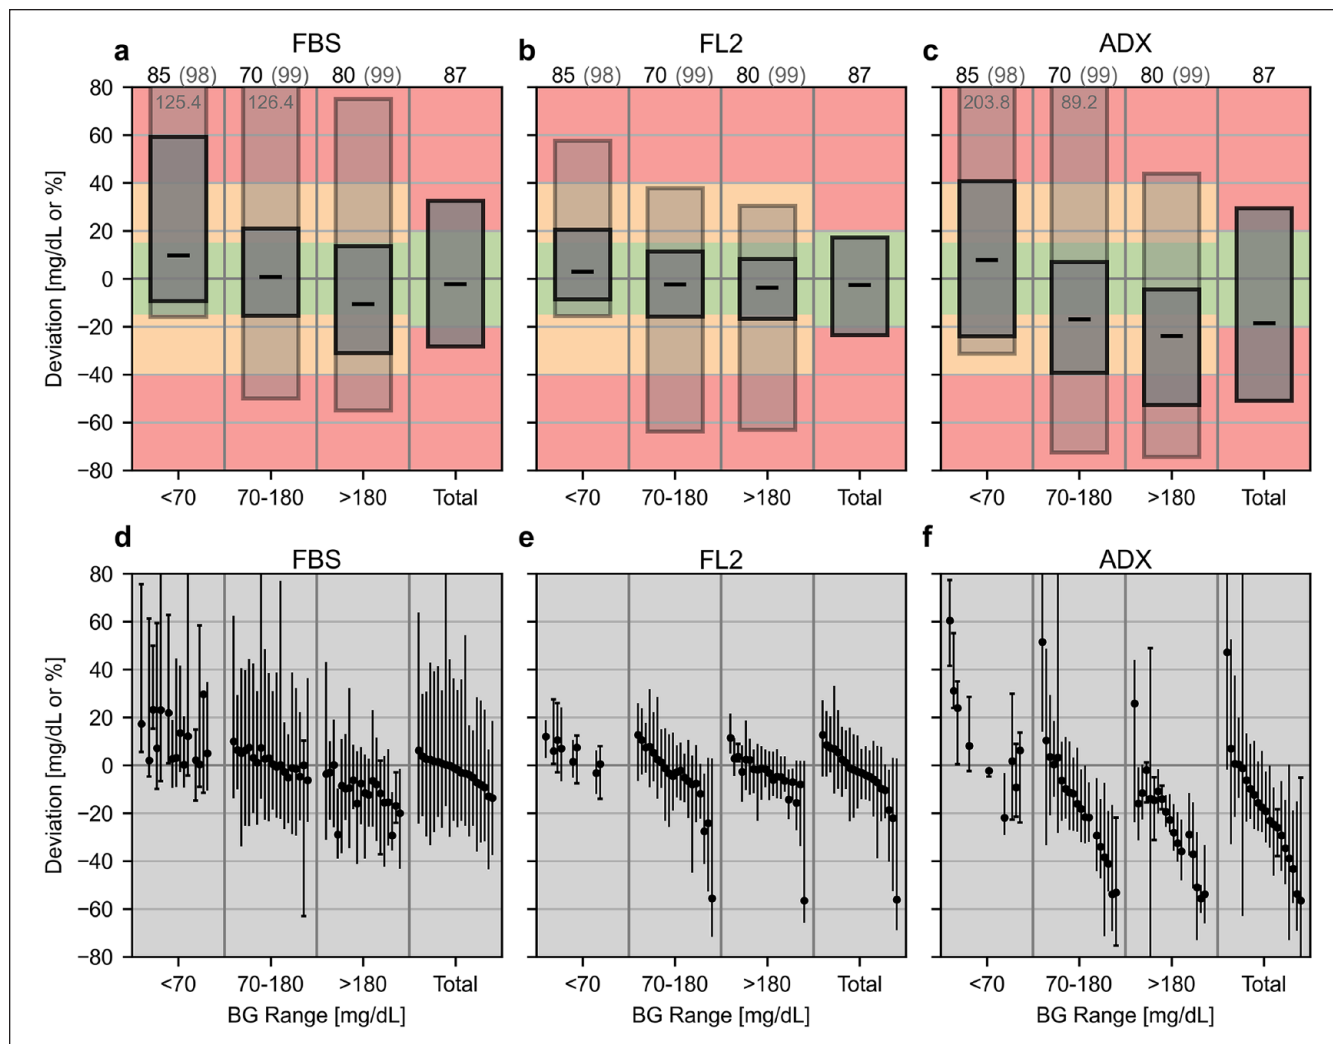 a FBS b FL2 c ADX
85 (98) 70 (99) 80 (99) 87 85 (98) 70 (99) 80 (99) 87 85 (98) 70 (99) 80 (99) 87
125.4 126.4 203.8 89.2
80
60
40
20
0
−20
−40
−60
−80
Deviation [mg/dL or %]
<70 70-180 >180 Total <70 70-180 >180 Total <70 70-180 >180 Total
d FBS e FL2 f ADX
80
60
40
20
0
−20
−40
−60
−80
Deviation [mg/dL or %]
<70 70-180 >180 Total <70 70-180 >180 Total <70 70-180 >180 Total
BG Range [mg/dL] BG Range [mg/dL] BG Range [mg/dL]